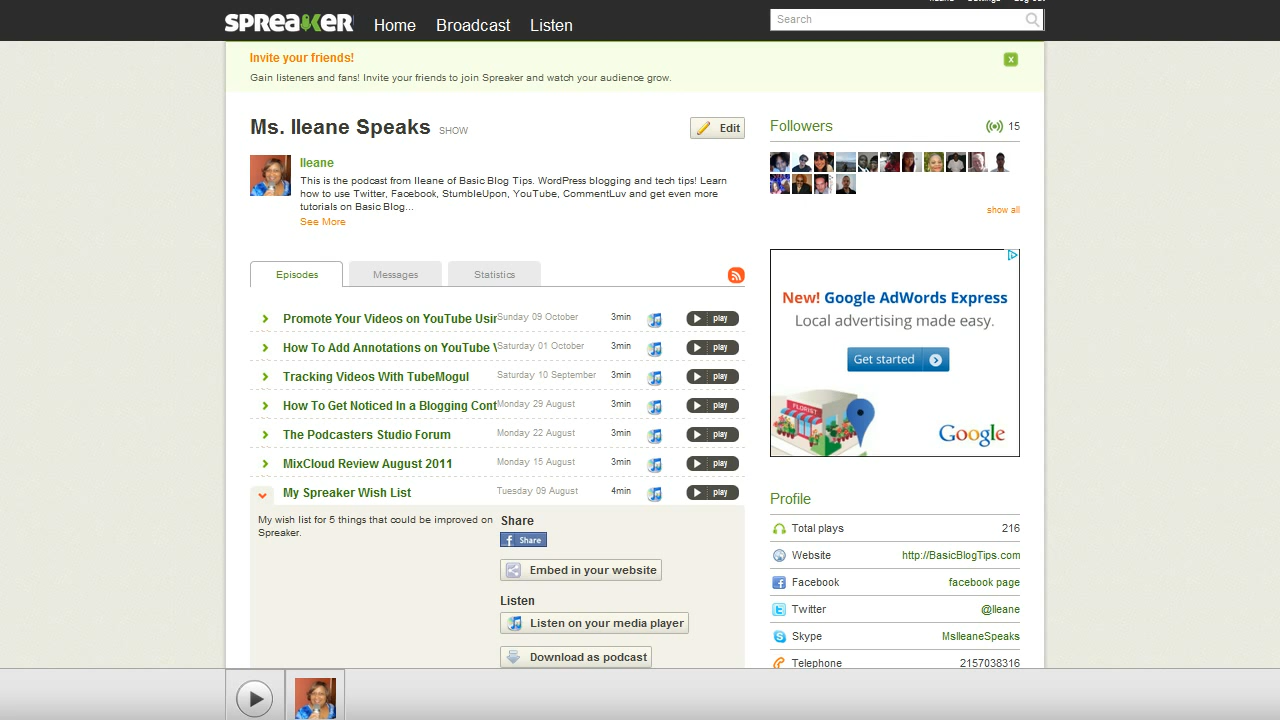 Ileane Settings Log out
SPREAKER Home Broadcast Listen
Search
Invite your friends!
x
Gain listeners and fans! Invite your friends to join Spreaker and watch your audience grow.
Ms. Ileane Speaks SHOW
Edit
Ileane
This is the podcast from Ileane of Basic Blog Tips. WordPress blogging and tech tips! Learn
how to use Twitter, Facebook, StumbleUpon, YouTube, CommentLuv and get even more
tutorials on Basic Blog...
See More
Episodes Messages Statistics
Promote Your Videos on YouTube Usin Sunday 09 October 3min play
How To Add Annotations on YouTube Saturday 01 October 3min play
Tracking Videos With TubeMogul Saturday 10 September 3min play
How To Get Noticed In a Blogging Cont Monday 29 August 3min play
The Podcasters Studio Forum Monday 22 August 3min play
MixCloud Review August 2011 Monday 15 August 3min play
My Spreaker Wish List Tuesday 09 August 4min play
My wish list for 5 things that could be improved on
Spreaker.
Share
f Share
Embed in your website
Listen
Listen on your media player
Download as podcast
Followers 15
show all
New! Google AdWords Express
Local advertising made easy.
Get started
FLORIST
Google
Profile
Total plays 216
Website http://BasicBlogTips.com
Facebook facebook page
Twitter @Ileane
Skype MsIleaneSpeaks
Telephone 2157038316